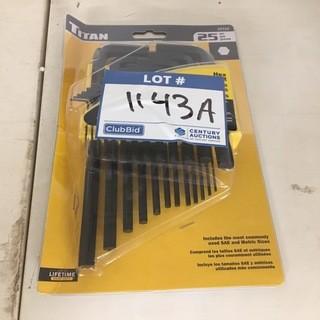 TITAN
25
LOT #
1143A
Hex
ClubBid
CENTURY
AUCTIONS
Includes the most commonly
used SAE and Metric Sizes
Comprend les tailles SAE et métriques
les plus couramment utilisées
Incluye los tamaños SAE y métricos
utilizados más comúnmente
LIFETIME